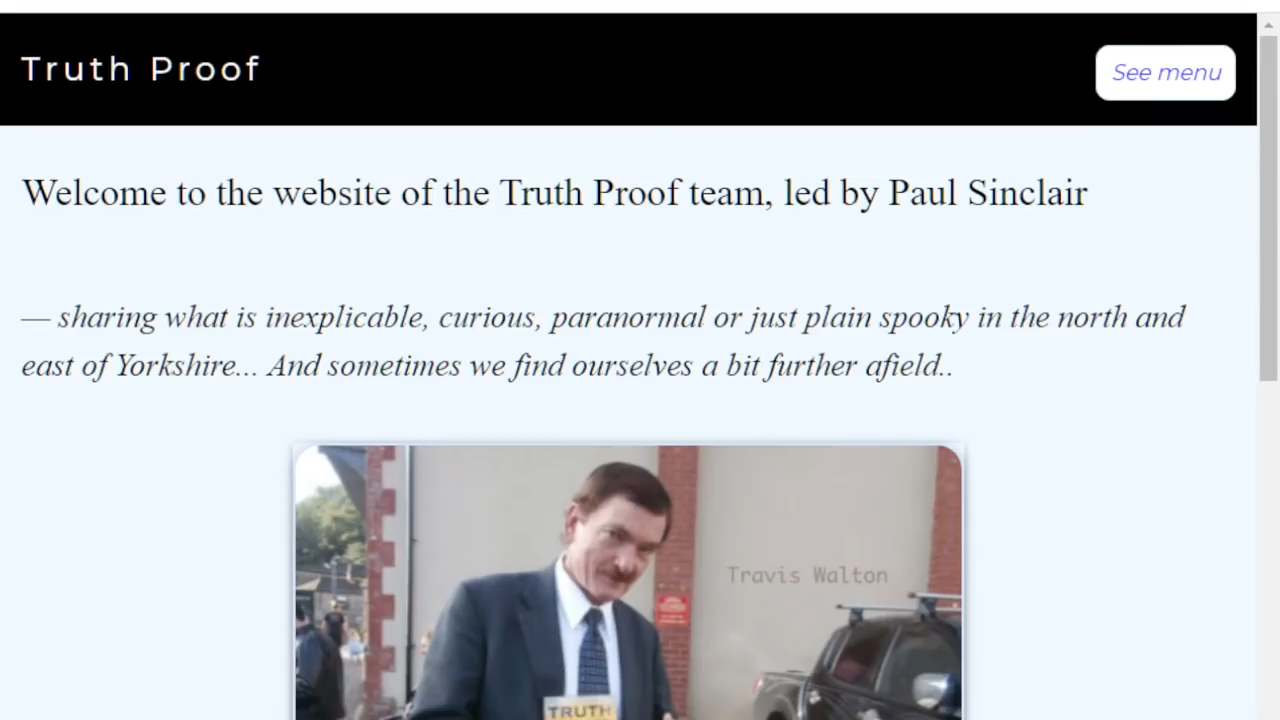 Truth Proof
See menu
Welcome to the website of the Truth Proof team, led by Paul Sinclair
— sharing what is inexplicable, curious, paranormal or just plain spooky in the north and
east of Yorkshire... And sometimes we find ourselves a bit further afield..
Travis Walton
TRUTH